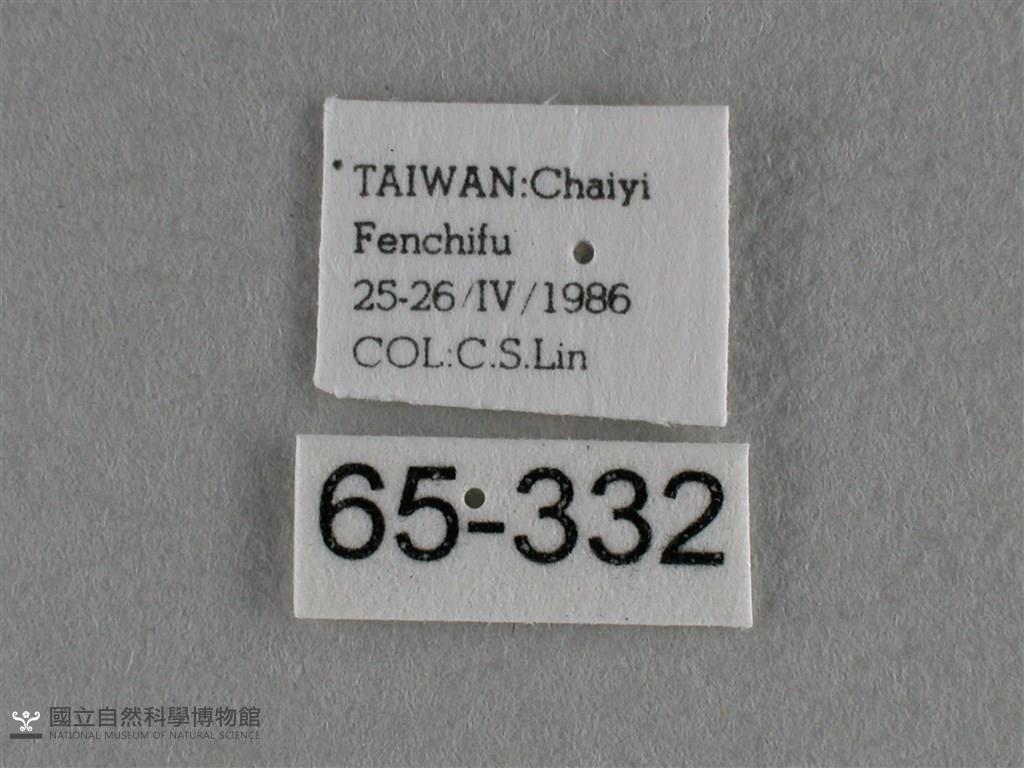 TAIWAN:Chaiyi
Fenchifu
25-26/IV/1986
COL:C.S.Lin
65-332
國立自然科學博物館
NATIONAL MUSEUM OF NATURAL SCIENCE